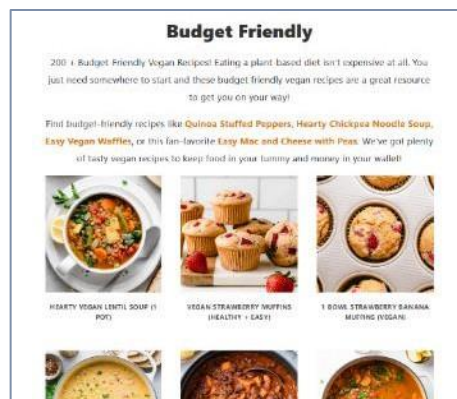 Budget Friendly
200 + Budget Friendly Vegan Recipes! Eating a plant-based diet isn't expensive at all. You
just need somewhere to start and these budget friendly vegan recipes are a great resource
to get you on your way!
Find budget-friendly recipes like Quinoa Stuffed Peppers, Hearty Chickpea Noodle Soup,
Easy Vegan Waffles, or this fan-favorite Easy Mac and Cheese with Peas. We've got plenty
of tasty vegan recipes to keep food in your tummy and money in your wallet!
HEARTY VEGAN LENTIL SOUP (1
POT)
VEGAN STRAWBERRY MUFFINS
(HEALTHY + EASY)
1 BOWL STRAWBERRY BANANA
MUFFINS (VEGAN)